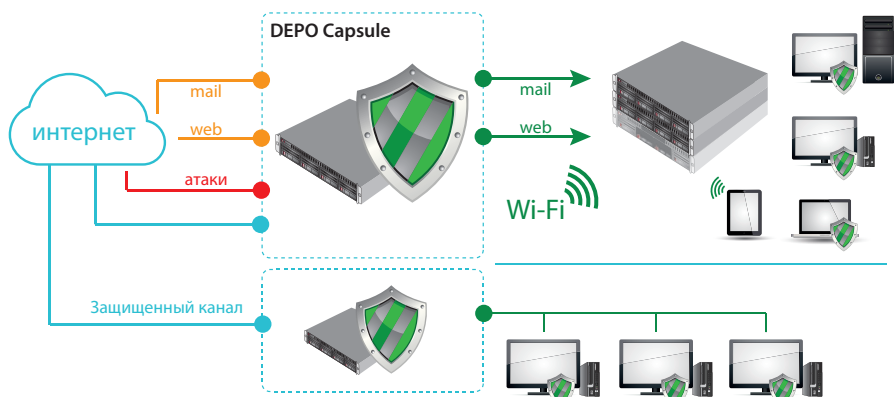 DEPO Capsule
интернет
mail
web
атаки
mail
web
Wi-Fi
Защищенный канал